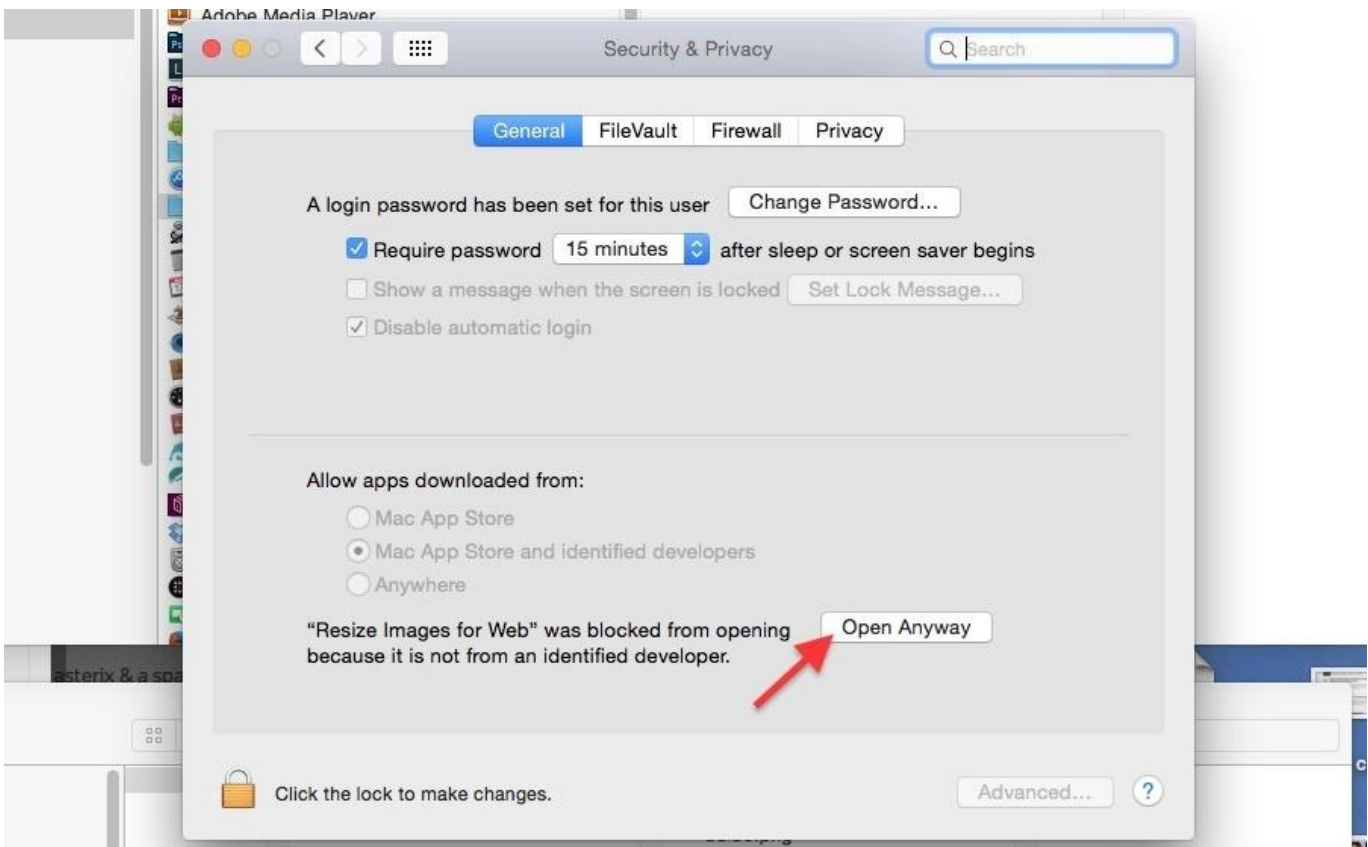 Adobe Media Player
Security & Privacy
Search
General FileVault Firewall Privacy
A login password has been set for this user Change Password...
Require password 15 minutes after sleep or screen saver begins
Show a message when the screen is locked Set Lock Message...
Disable automatic login
Allow apps downloaded from:
Mac App Store
Mac App Store and identified developers
Anywhere
“Resize Images for Web” was blocked from opening Open Anyway
because it is not from an identified developer.
asterix & a spa
Click the lock to make changes. Advanced... ?